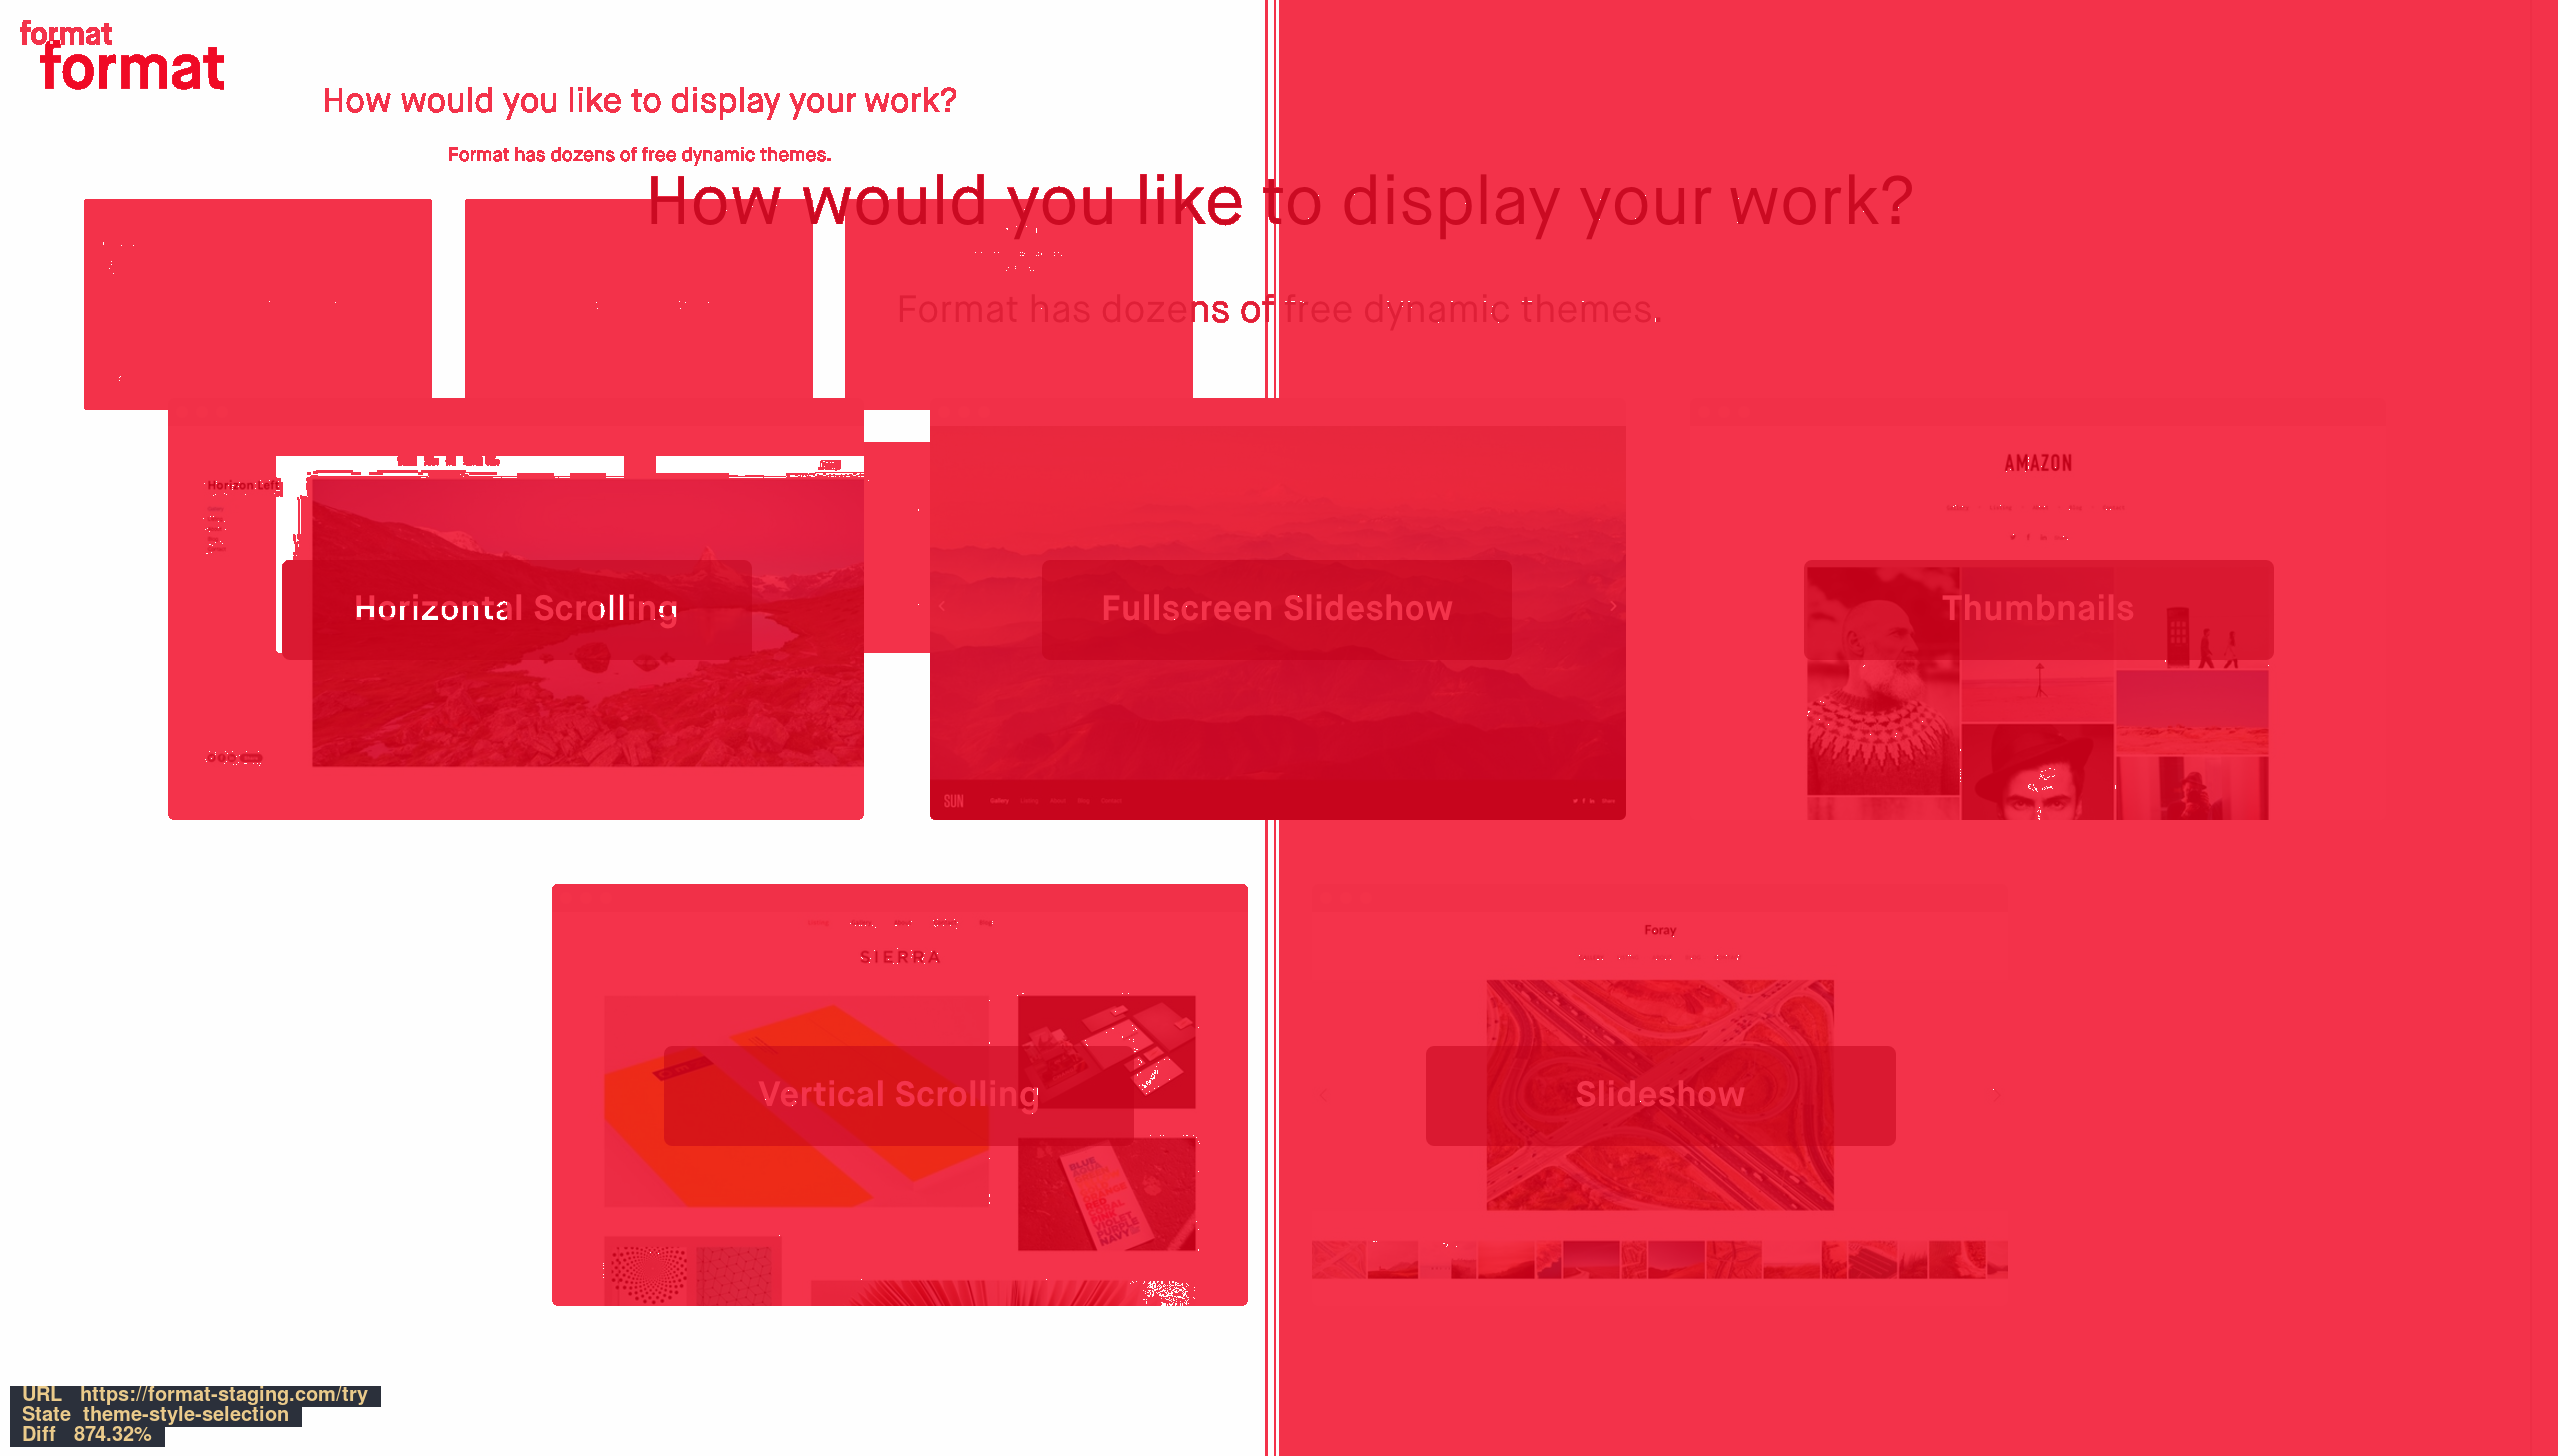 format
format
How would you like to display your work?
Format has dozens of free dynamic themes.
How would you like to display your work?
Format has dozens of free dynamic themes.
AMAZON
Horizon Left
Horizontal Scrolling
Fullscreen Slideshow
Thumbnails
SUN
Gallery
SIERRA
Foray
Vertical Scrolling
Slideshow
URL https://format-staging.com/try
State theme-style-selection
Diff 874.32%